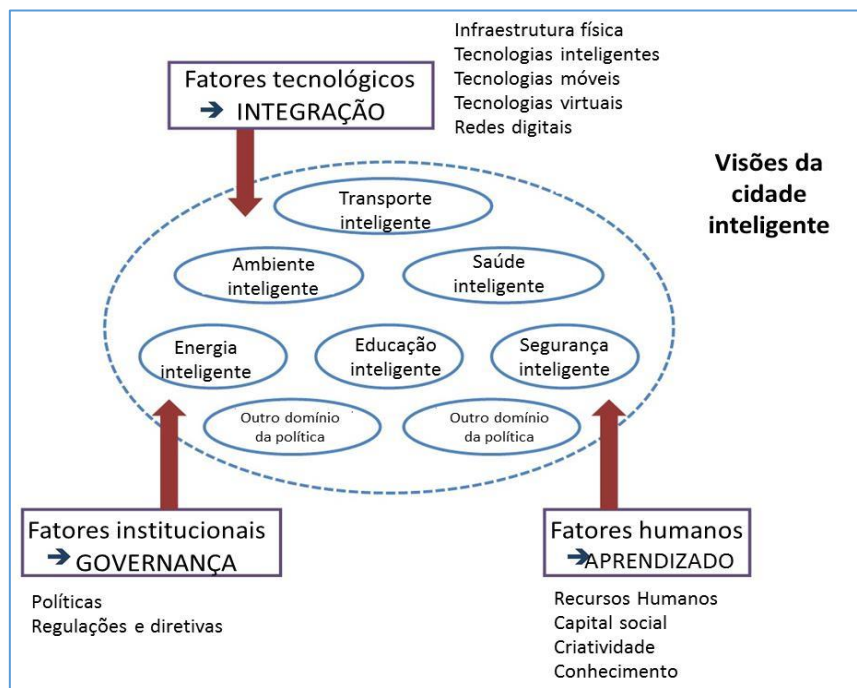 Infraestrutura física
Tecnologias inteligentes
Tecnologias móveis
Tecnologias virtuais
Redes digitais
Fatores tecnológicos
➔ INTEGRAÇÃO
Visões da
cidade
inteligente
Transporte
inteligente
Ambiente
inteligente
Saúde
inteligente
Energia
inteligente
Educação
inteligente
Segurança
inteligente
Outro domínio
da política
Outro domínio
da política
Fatores institucionais
➔ GOVERNANÇA
Políticas
Regulações e diretivas
Fatores humanos
➔ APRENDIZADO
Recursos Humanos
Capital social
Criatividade
Conhecimento